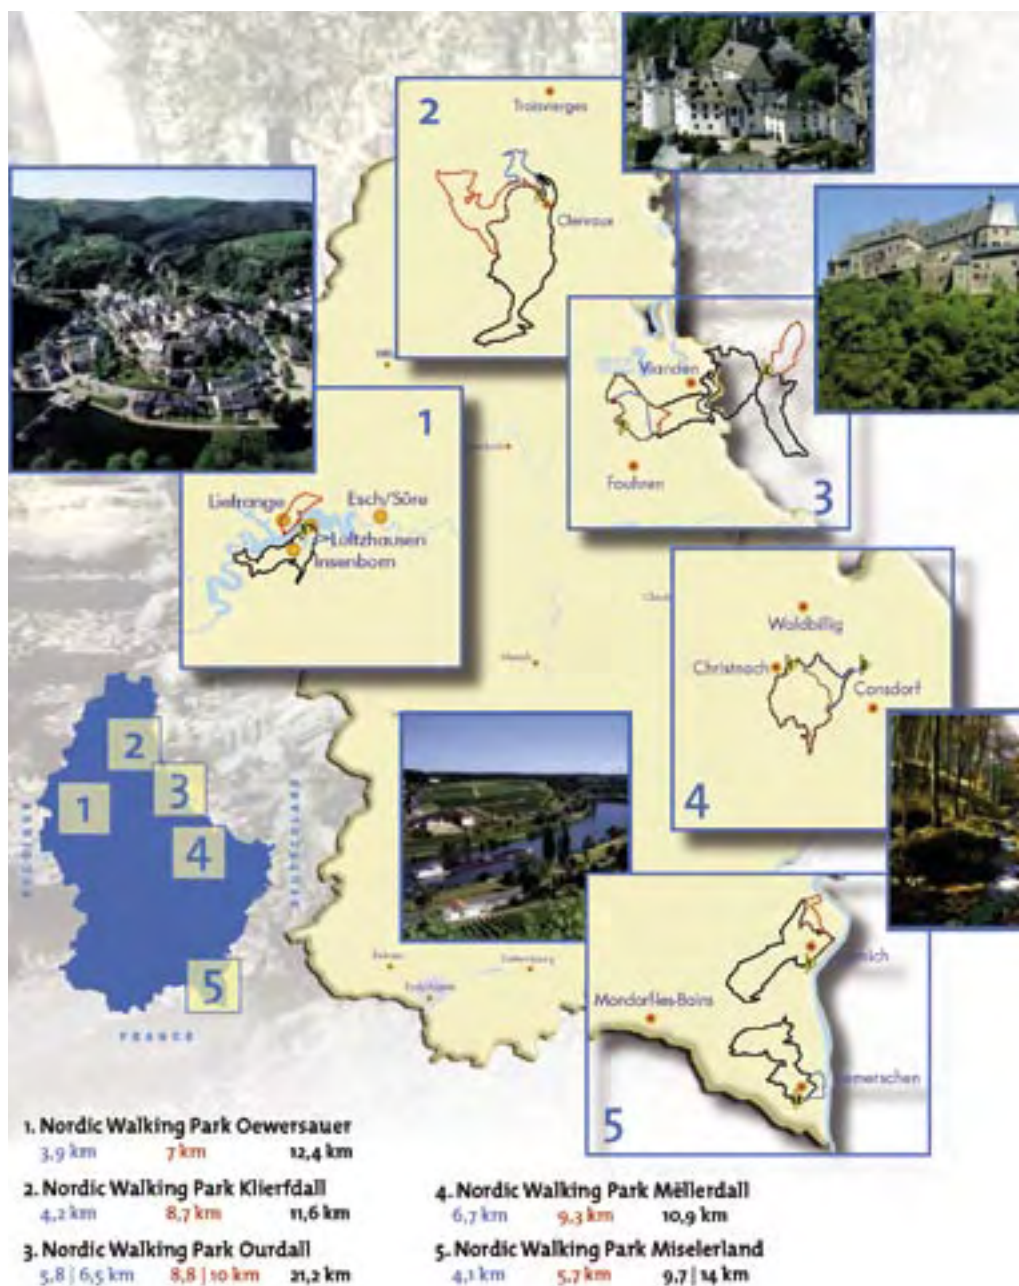 2
Troisvierges
Clervaux
Vianden
Fouhren
3
1
Liefrange
Esch/Sûre
Lultzhausen
Insenborn
Waldbillig
Christnach
Consdorf
4
Mersch
2
1
3
4
5
BELGIQUE
FRANCE
Mondorf-les-Bains
5
1. Nordic Walking Park Oewersauer
3,9 km 7 km 12,4 km
2. Nordic Walking Park Klierfdall
4,2 km 8,7 km 11,6 km
3. Nordic Walking Park Ourdall
5,8 | 6,5 km 8,8 | 10 km 21,2 km
4. Nordic Walking Park Mëllerdall
6,7 km 9,3 km 10,9 km
5. Nordic Walking Park Miselerland
4,1 km 5,7 km 9,7 | 14 km